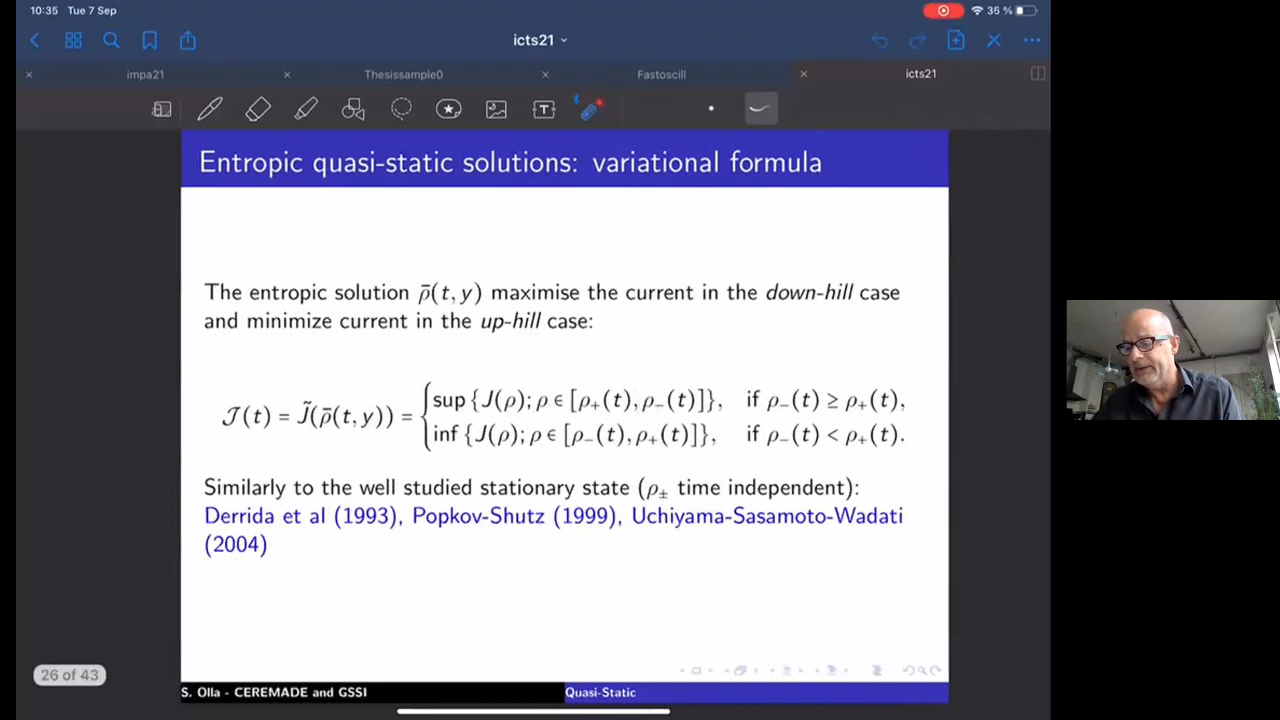 10:35 Tue 7 Sep
35 %
icts21
impa21
Thesissample0
Fastoscill
icts21
Entropic quasi-static solutions: variational formula
The entropic solution ρ̄(t, y) maximise the current in the down-hill case
and minimize current in the up-hill case:
𝒥(t) = J̃(ρ̄(t, y)) = { sup {J(ρ); ρ ∈ [ρ₊(t), ρ₋(t)]}, if ρ₋(t) ≥ ρ₊(t),
inf {J(ρ); ρ ∈ [ρ₋(t), ρ₊(t)]}, if ρ₋(t) < ρ₊(t).
Similarly to the well studied stationary state (ρ± time independent):
Derrida et al (1993), Popkov-Shutz (1999), Uchiyama-Sasamoto-Wadati
(2004)
26 of 43
S. Olla - CEREMADE and GSSI
Quasi-Static